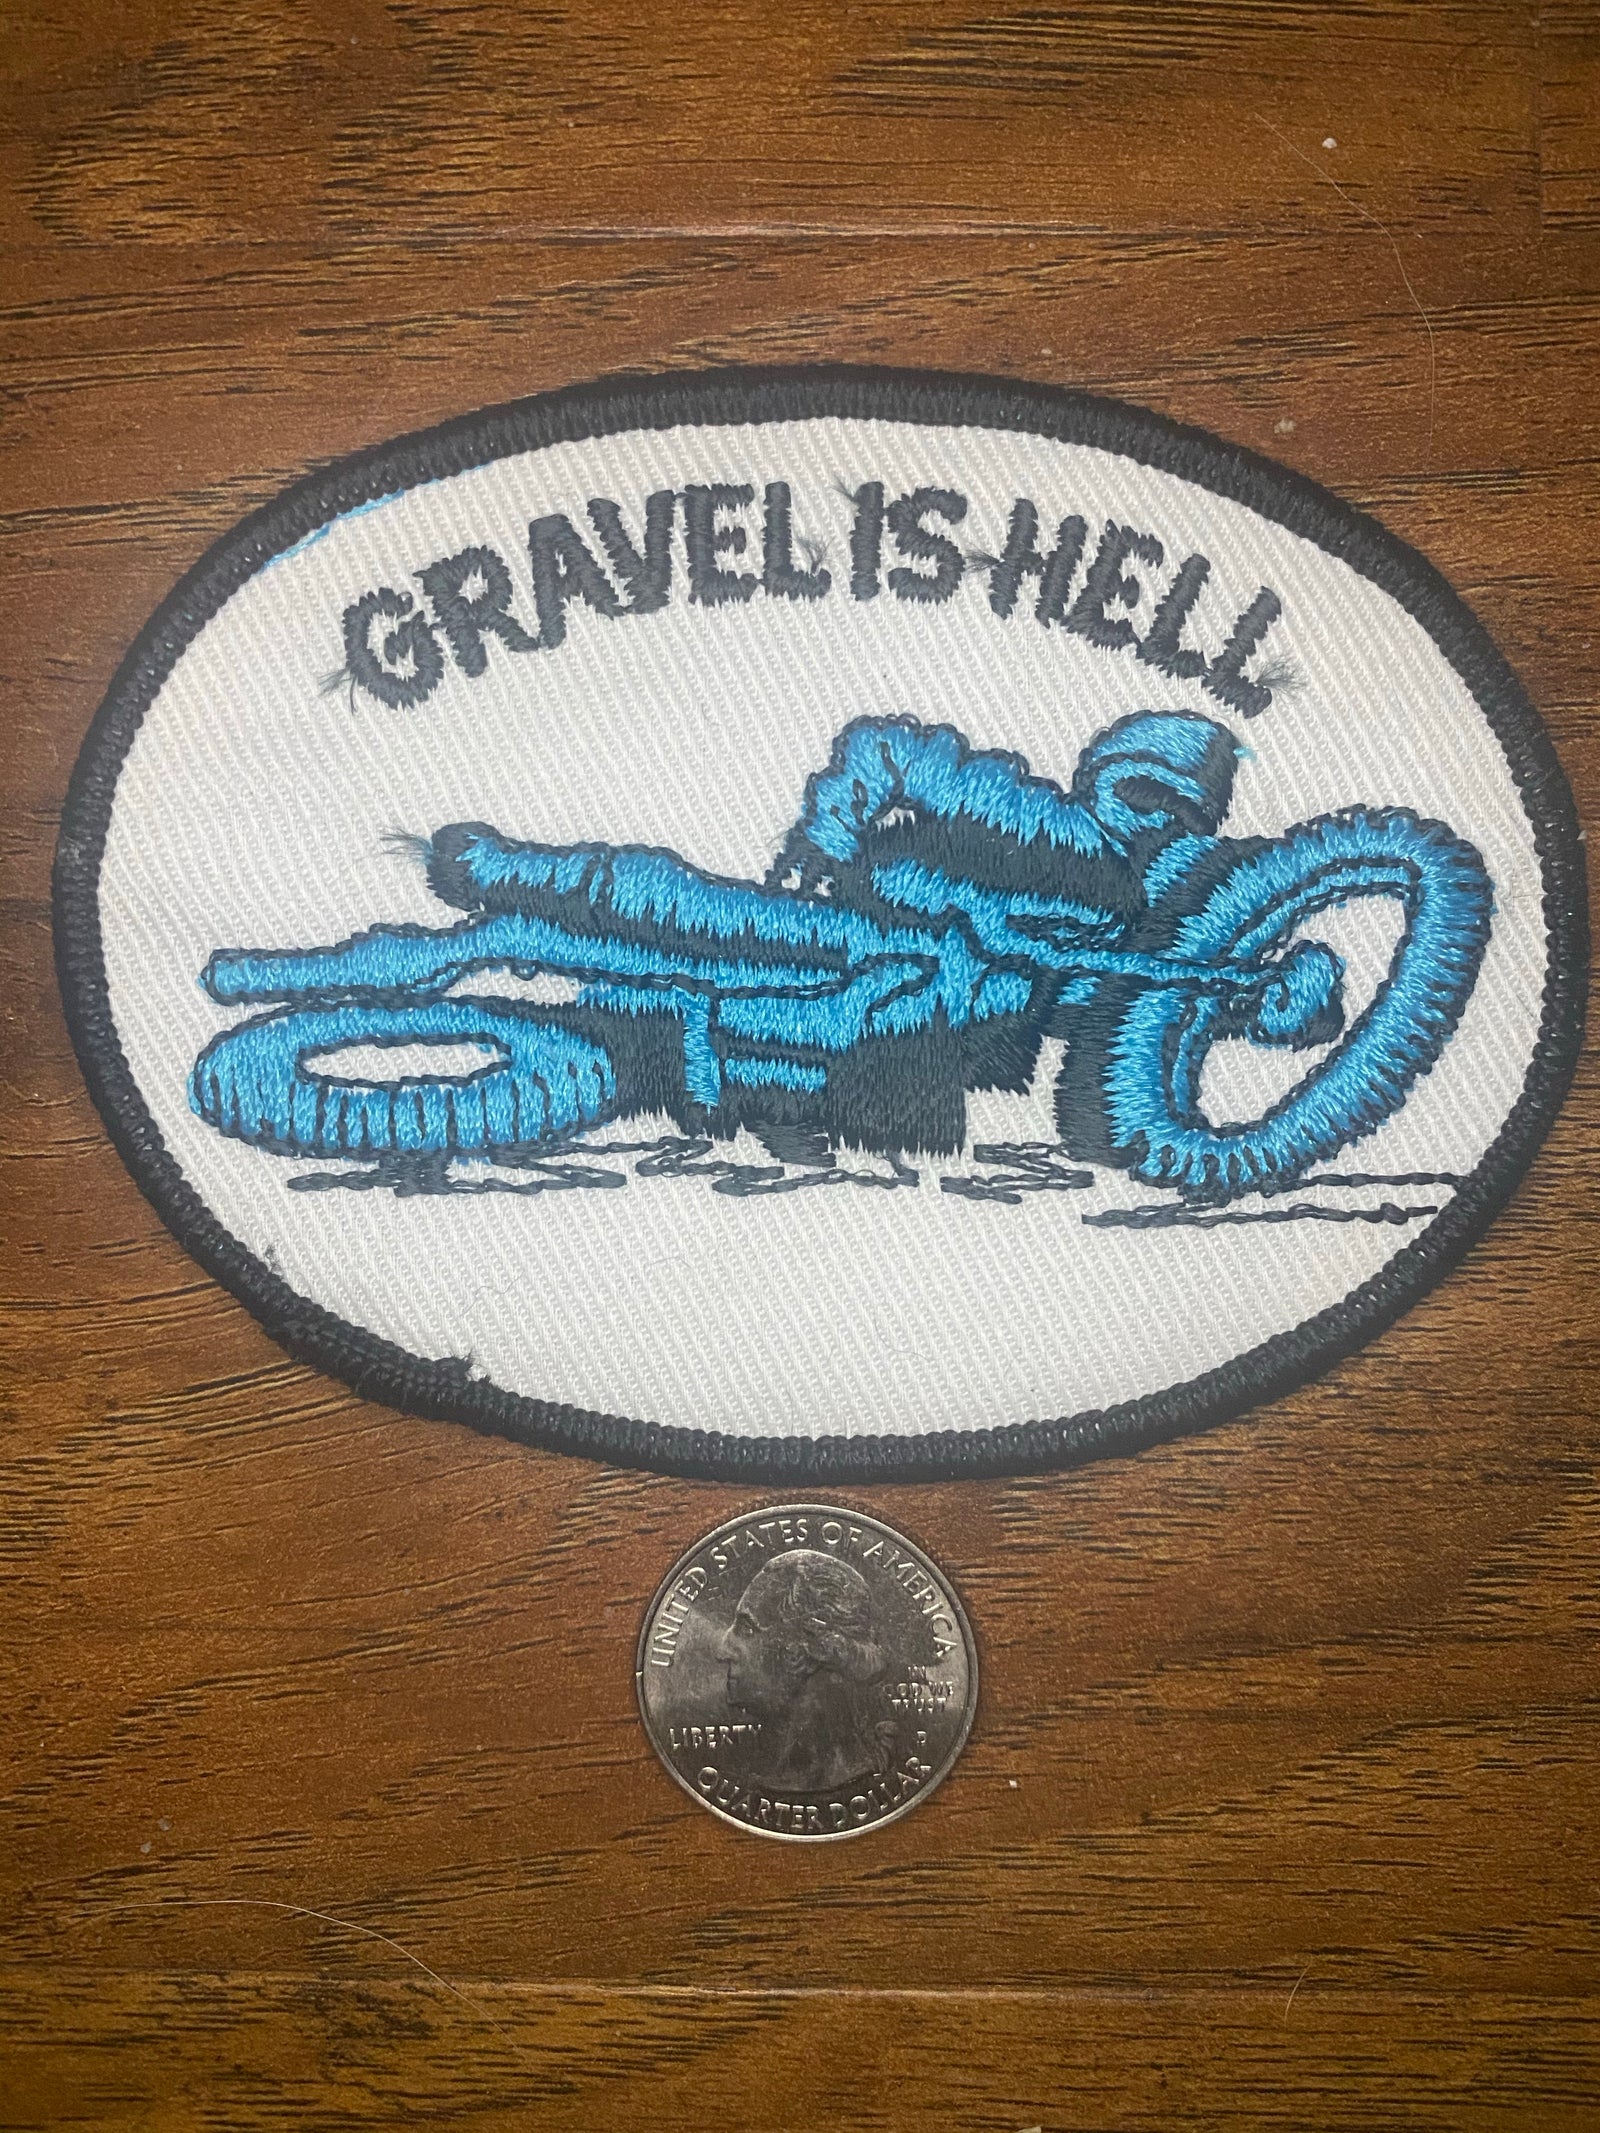 GRAVEL IS HELL
UNITED STATES OF AMERICA
LIBERTY
IN
GOD WE
TRUST
P
QUARTER DOLLAR